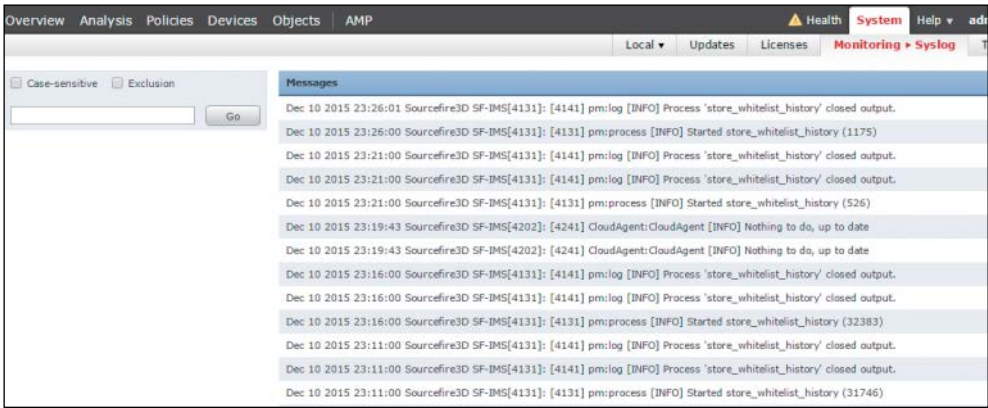 Overview Analysis Policies Devices Objects AMP Health System Help ▾ adn
Local ▾ Updates Licenses Monitoring ▸ Syslog T
Case-sensitive Exclusion
Go
Messages
Dec 10 2015 23:26:01 Sourcefire3D SF-IMS[4131]: [4141] pm:log [INFO] Process 'store_whitelist_history' closed output.
Dec 10 2015 23:26:00 Sourcefire3D SF-IMS[4131]: [4131] pm:process [INFO] Started store_whitelist_history (1175)
Dec 10 2015 23:21:00 Sourcefire3D SF-IMS[4131]: [4141] pm:log [INFO] Process 'store_whitelist_history' closed output.
Dec 10 2015 23:21:00 Sourcefire3D SF-IMS[4131]: [4141] pm:log [INFO] Process 'store_whitelist_history' closed output.
Dec 10 2015 23:21:00 Sourcefire3D SF-IMS[4131]: [4131] pm:process [INFO] Started store_whitelist_history (526)
Dec 10 2015 23:19:43 Sourcefire3D SF-IMS[4202]: [4241] CloudAgent:CloudAgent [INFO] Nothing to do, up to date
Dec 10 2015 23:19:43 Sourcefire3D SF-IMS[4202]: [4241] CloudAgent:CloudAgent [INFO] Nothing to do, up to date
Dec 10 2015 23:16:00 Sourcefire3D SF-IMS[4131]: [4141] pm:log [INFO] Process 'store_whitelist_history' closed output.
Dec 10 2015 23:16:00 Sourcefire3D SF-IMS[4131]: [4141] pm:log [INFO] Process 'store_whitelist_history' closed output.
Dec 10 2015 23:16:00 Sourcefire3D SF-IMS[4131]: [4131] pm:process [INFO] Started store_whitelist_history (32383)
Dec 10 2015 23:11:00 Sourcefire3D SF-IMS[4131]: [4141] pm:log [INFO] Process 'store_whitelist_history' closed output.
Dec 10 2015 23:11:00 Sourcefire3D SF-IMS[4131]: [4141] pm:log [INFO] Process 'store_whitelist_history' closed output.
Dec 10 2015 23:11:00 Sourcefire3D SF-IMS[4131]: [4131] pm:process [INFO] Started store_whitelist_history (31746)